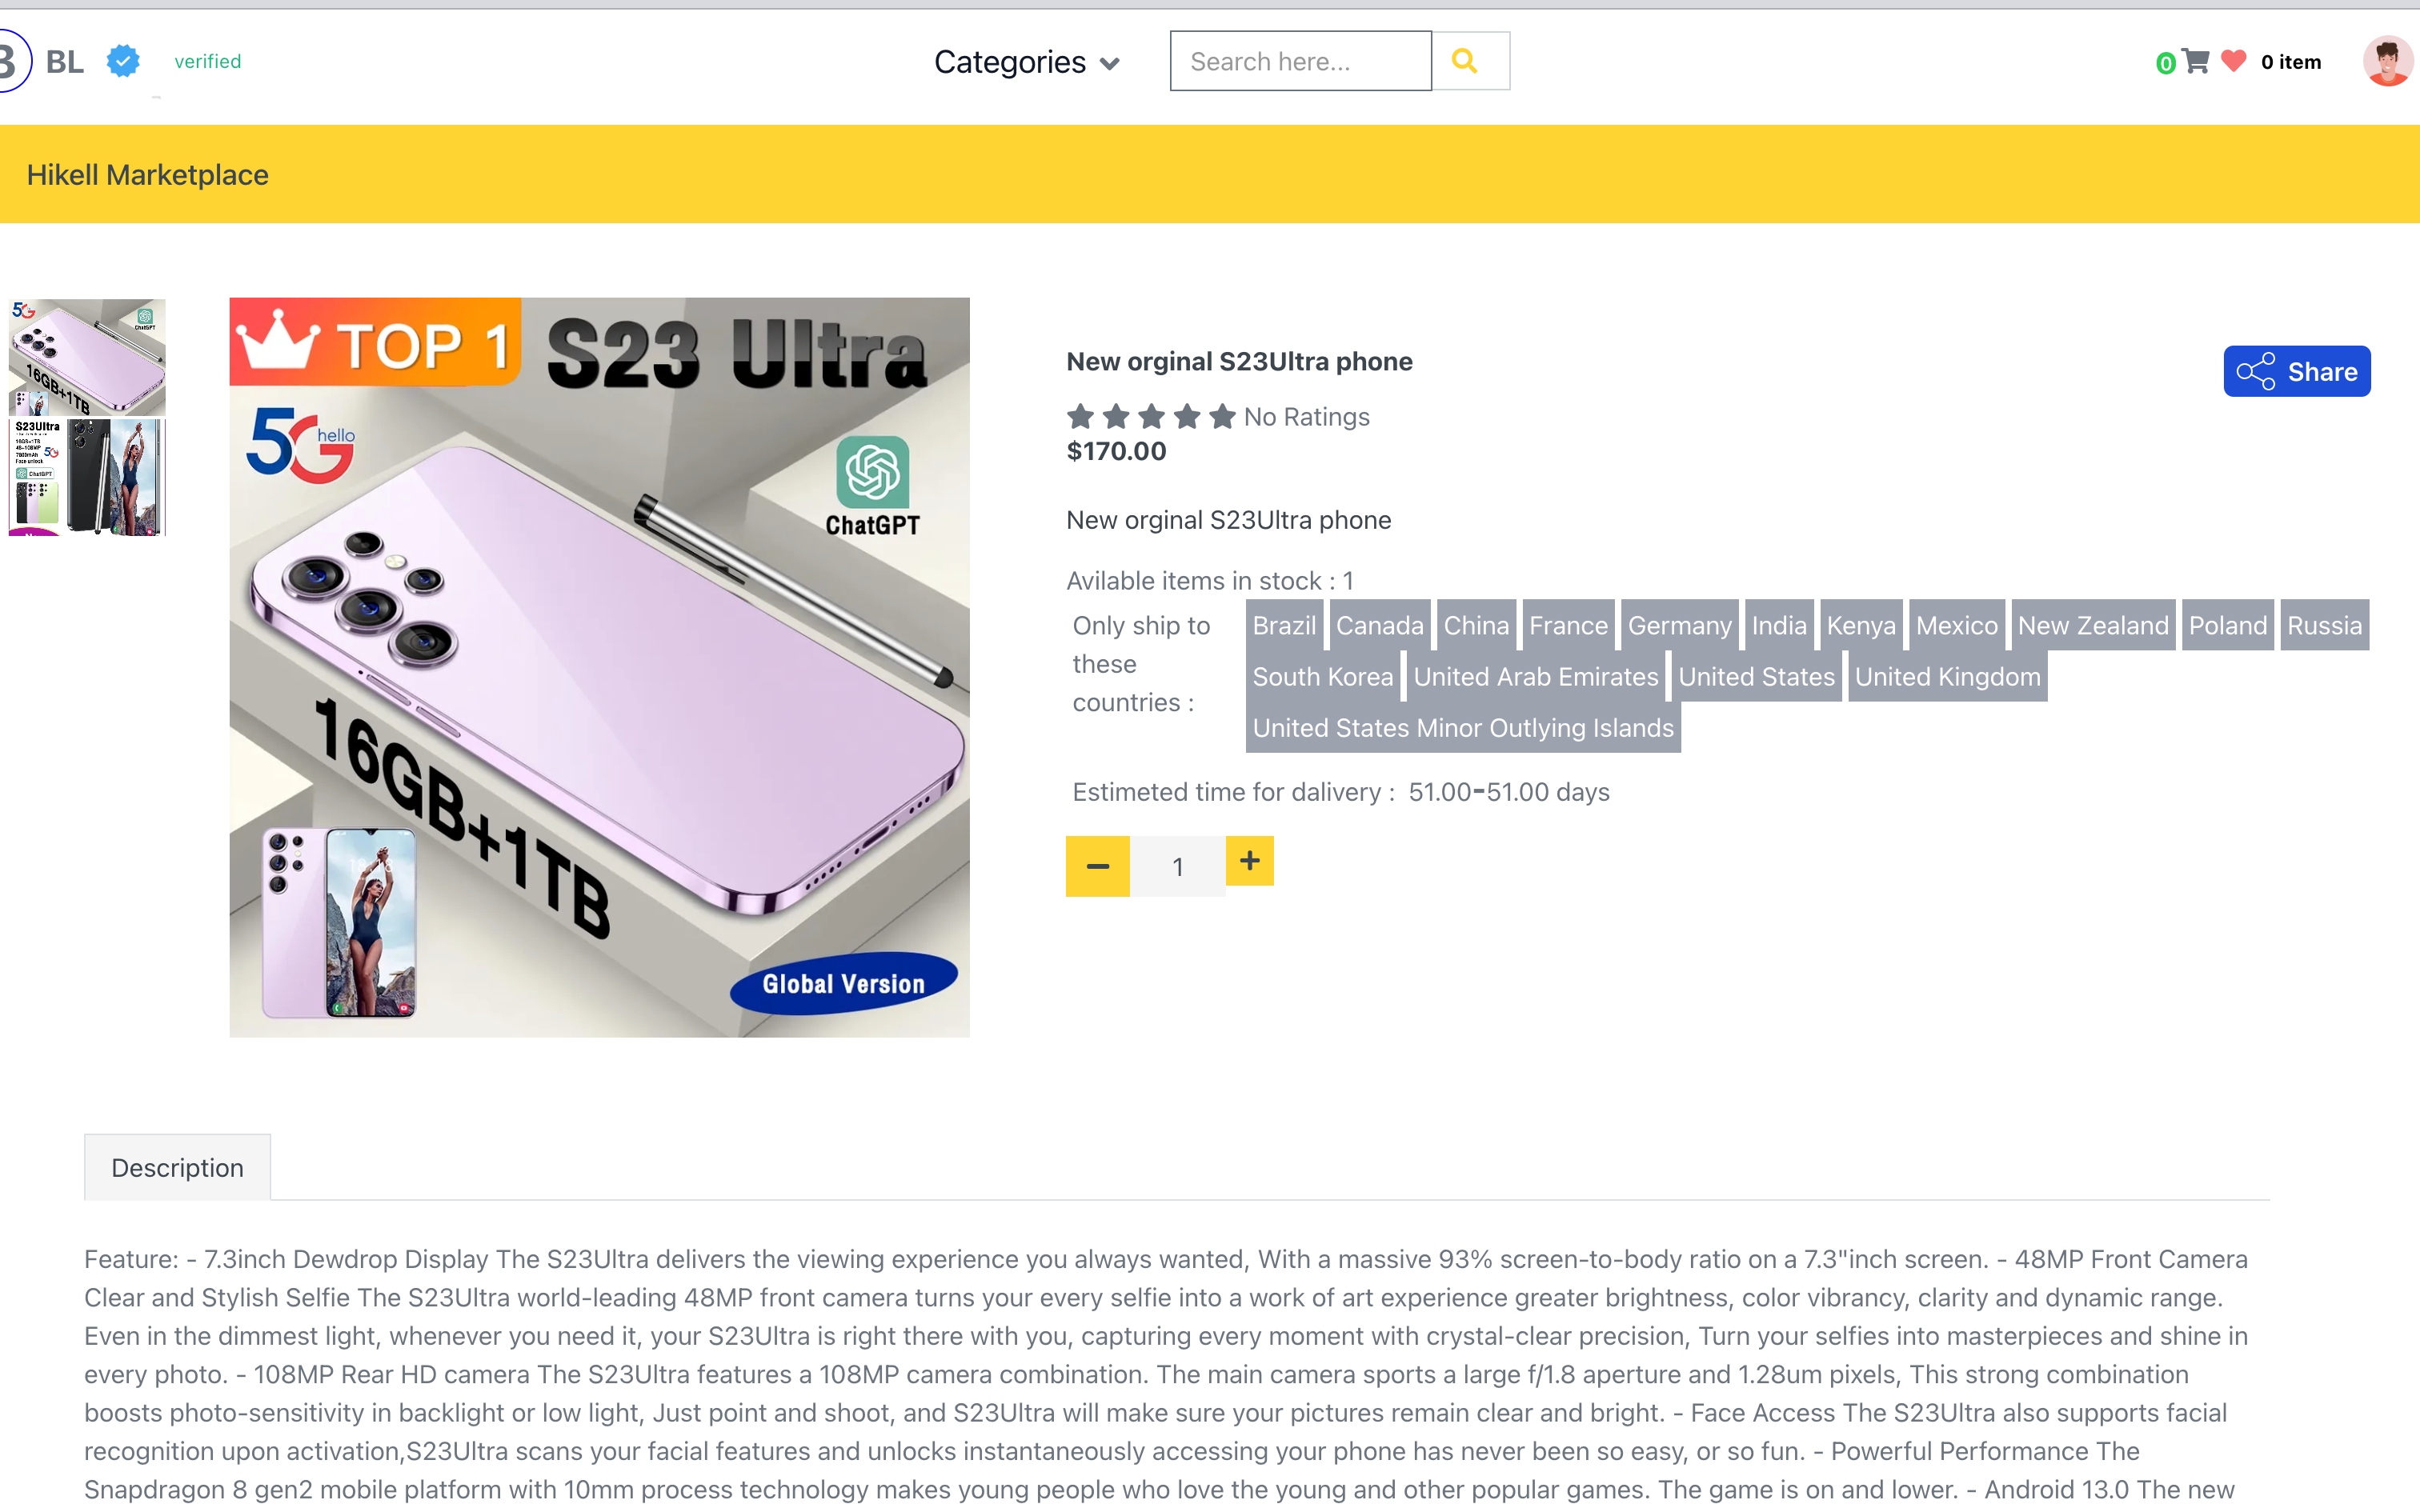 BL verified
Categories
Search here...
0
0 item
Hikell Marketplace
TOP 1
S23 Ultra
5G
hello
ChatGPT
16GB+1TB
Global Version
5G
ChatGPT
16GB+1TB
S23Ultra
16GB+1TB
48+108MP
7800mAh
Face unlock
5G
ChatGPT
New orginal S23Ultra phone
Share
No Ratings
$170.00
New orginal S23Ultra phone
Avilable items in stock : 1
Only ship to
these
countries :
Brazil Canada China France Germany India Kenya Mexico New Zealand Poland Russia
South Korea United Arab Emirates United States United Kingdom
United States Minor Outlying Islands
Estimeted time for dalivery : 51.00-51.00 days
1
Description
Feature: - 7.3inch Dewdrop Display The S23Ultra delivers the viewing experience you always wanted, With a massive 93% screen-to-body ratio on a 7.3"inch screen. - 48MP Front Camera
Clear and Stylish Selfie The S23Ultra world-leading 48MP front camera turns your every selfie into a work of art experience greater brightness, color vibrancy, clarity and dynamic range.
Even in the dimmest light, whenever you need it, your S23Ultra is right there with you, capturing every moment with crystal-clear precision, Turn your selfies into masterpieces and shine in
every photo. - 108MP Rear HD camera The S23Ultra features a 108MP camera combination. The main camera sports a large f/1.8 aperture and 1.28um pixels, This strong combination
boosts photo-sensitivity in backlight or low light, Just point and shoot, and S23Ultra will make sure your pictures remain clear and bright. - Face Access The S23Ultra also supports facial
recognition upon activation,S23Ultra scans your facial features and unlocks instantaneously accessing your phone has never been so easy, or so fun. - Powerful Performance The
Snapdragon 8 gen2 mobile platform with 10mm process technology makes young people who love the young and other popular games. The game is on and lower. - Android 13.0 The new